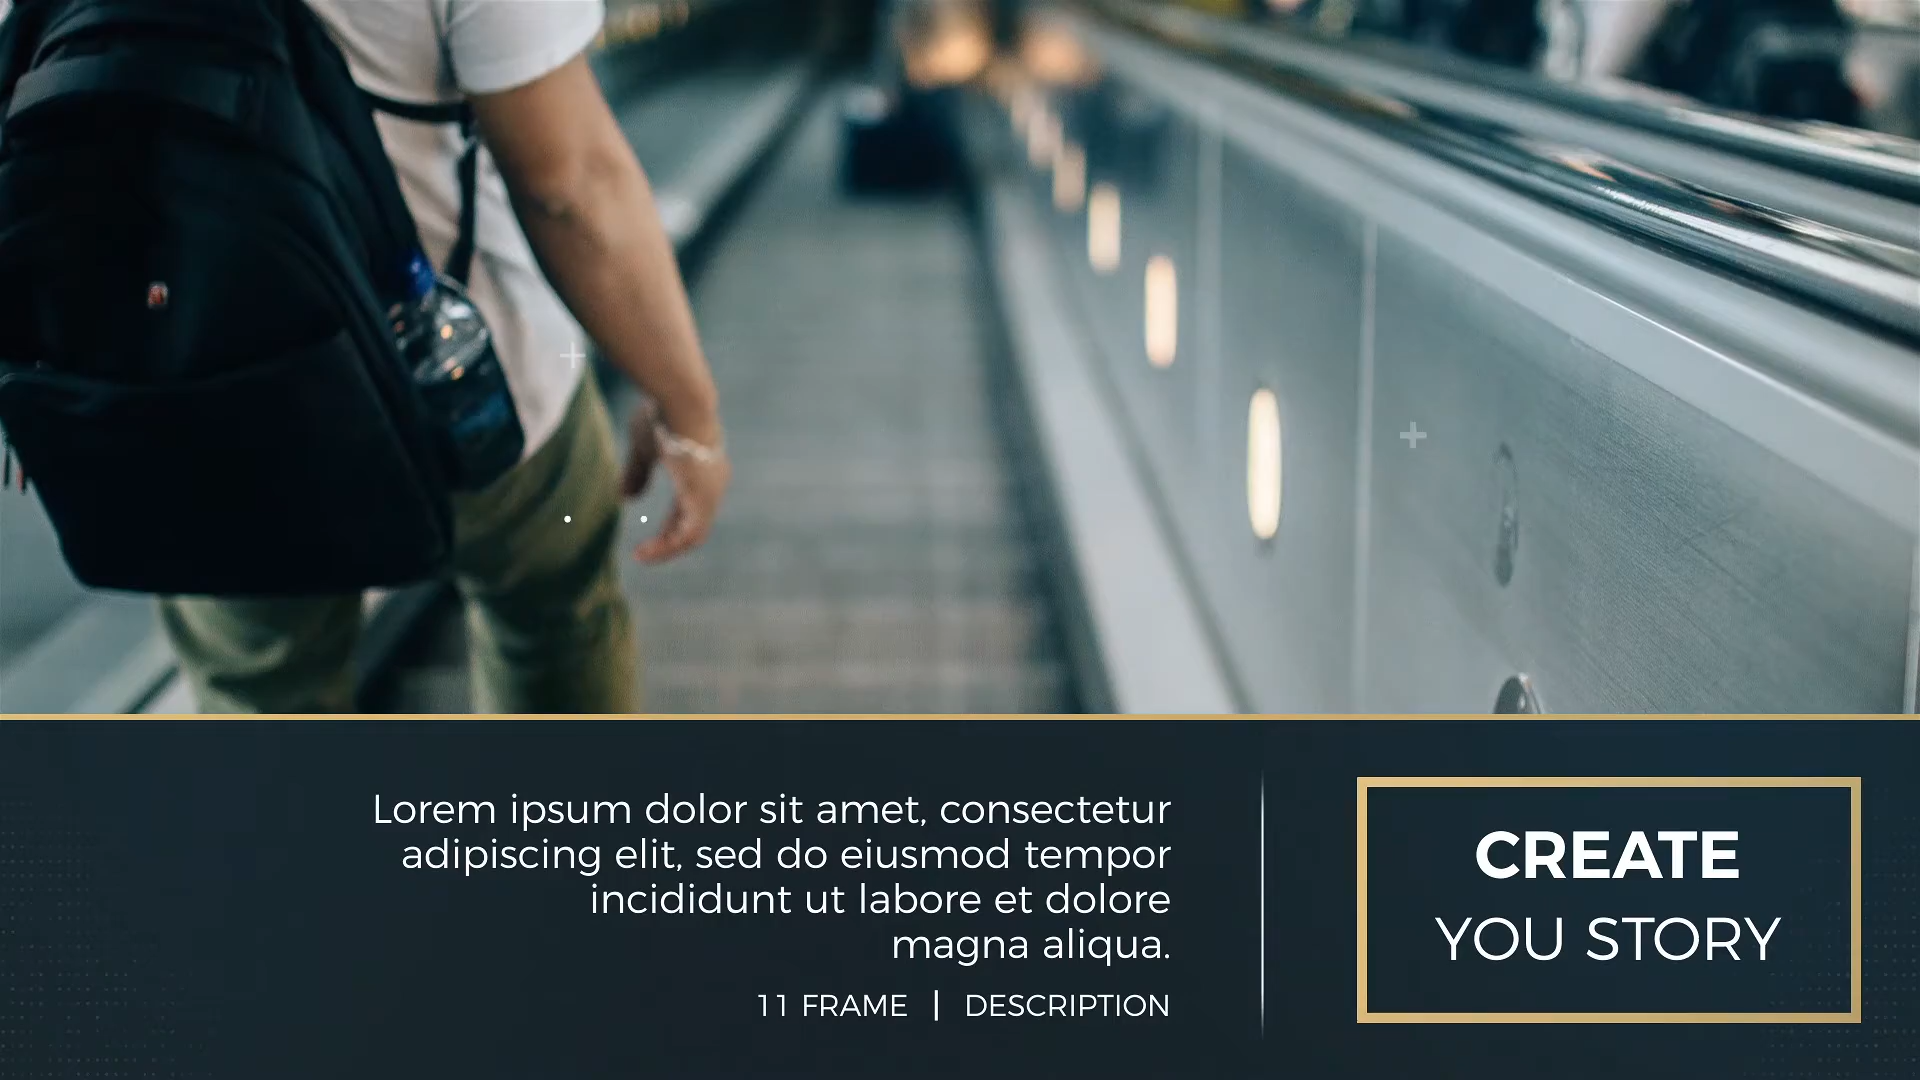 Lorem ipsum dolor sit amet, consectetur
adipiscing elit, sed do eiusmod tempor
incididunt ut labore et dolore
magna aliqua.
11 FRAME | DESCRIPTION
CREATE
YOU STORY